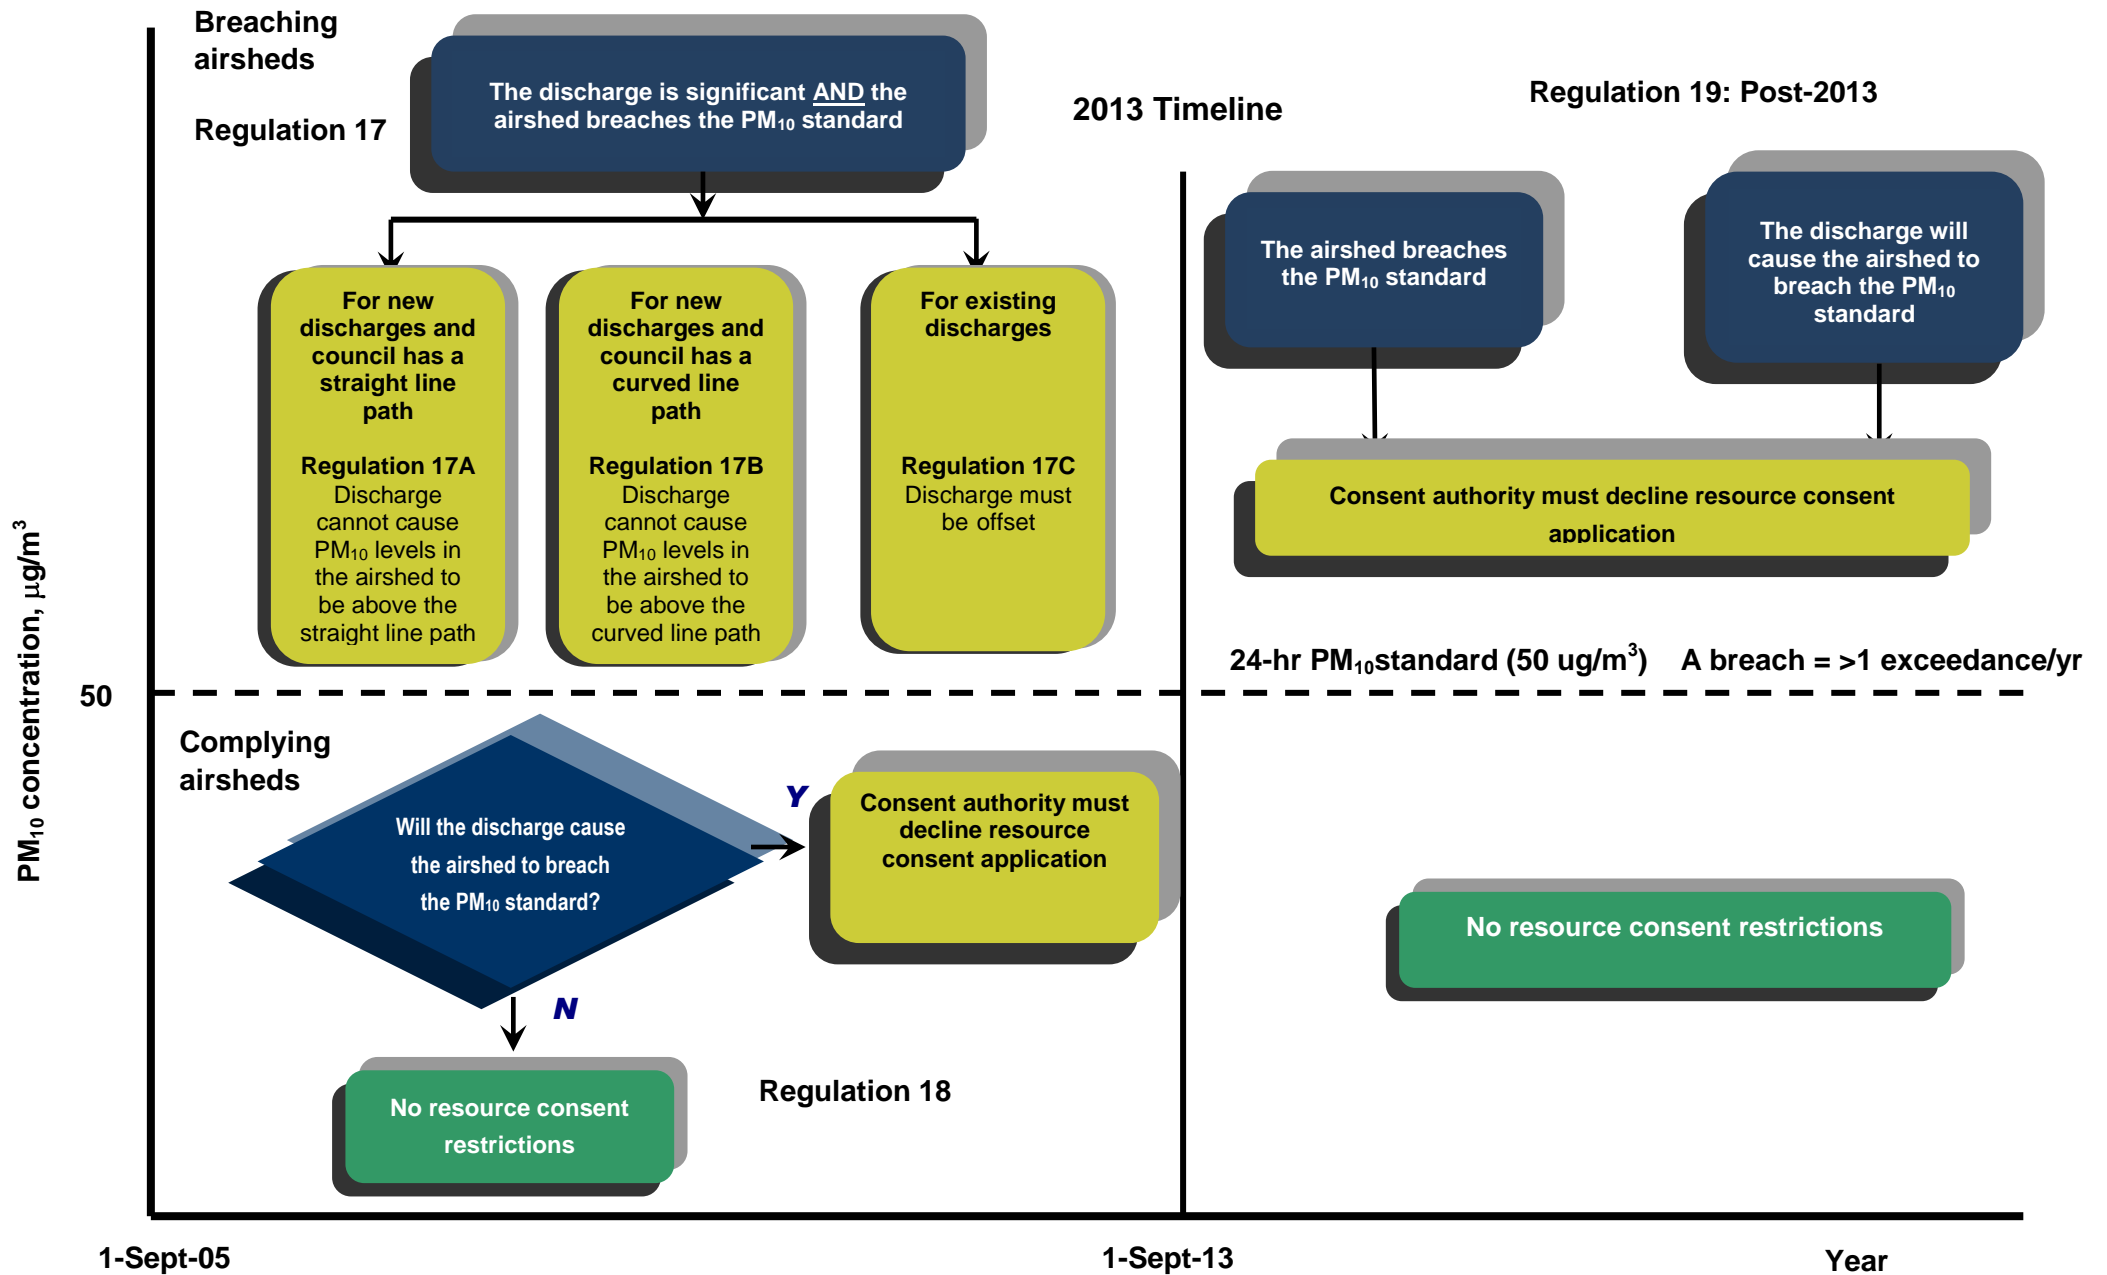 Breaching
airsheds
Regulation 17
The discharge is significant AND the
airshed breaches the PM₁₀ standard
2013 Timeline
Regulation 19: Post-2013
For new
discharges and
council has a
straight line
path
Regulation 17A
Discharge
cannot cause
PM₁₀ levels in
the airshed to
be above the
straight line path
For new
discharges and
council has a
curved line
path
Regulation 17B
Discharge
cannot cause
PM₁₀ levels in
the airshed to
be above the
curved line path
For existing
discharges
Regulation 17C
Discharge must
be offset
The airshed breaches
the PM₁₀ standard
The discharge will
cause the airshed to
breach the PM₁₀
standard
Consent authority must decline resource consent
application
24-hr PM₁₀standard (50 ug/m³) A breach = >1 exceedance/yr
PM₁₀ concentration, µg/m³
50
Complying
airsheds
Will the discharge cause
the airshed to breach
the PM₁₀ standard?
Y
Consent authority must
decline resource
consent application
N
No resource consent
restrictions
Regulation 18
No resource consent restrictions
1-Sept-05
1-Sept-13
Year